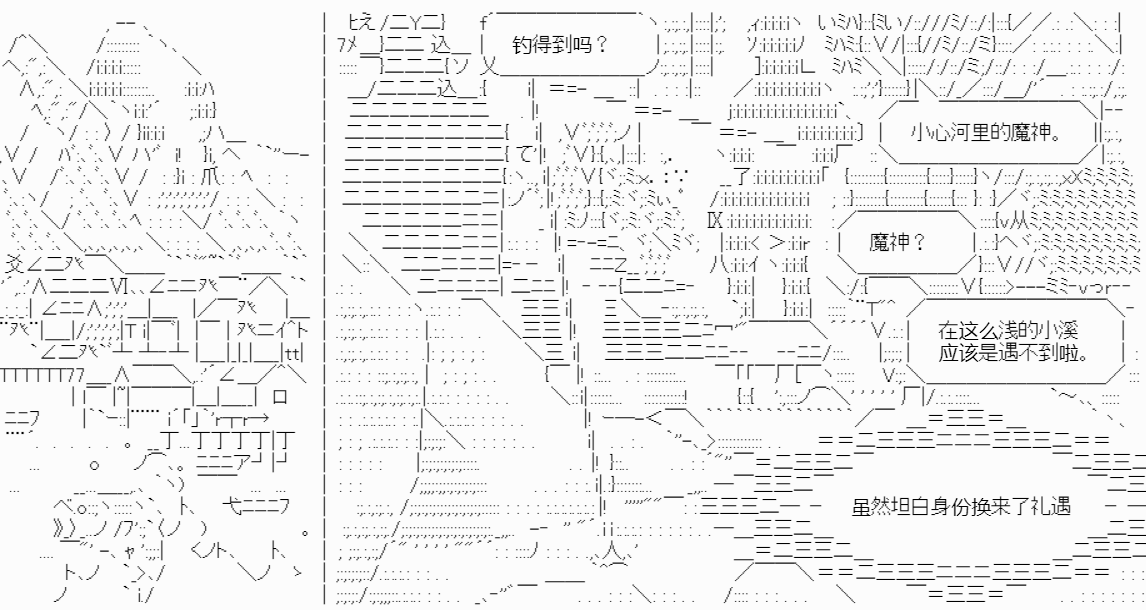 钓得到吗？
小心河里的魔神。
魔神？
在这么浅的小溪
应该是遇不到啦。
虽然坦白身份换来了礼遇